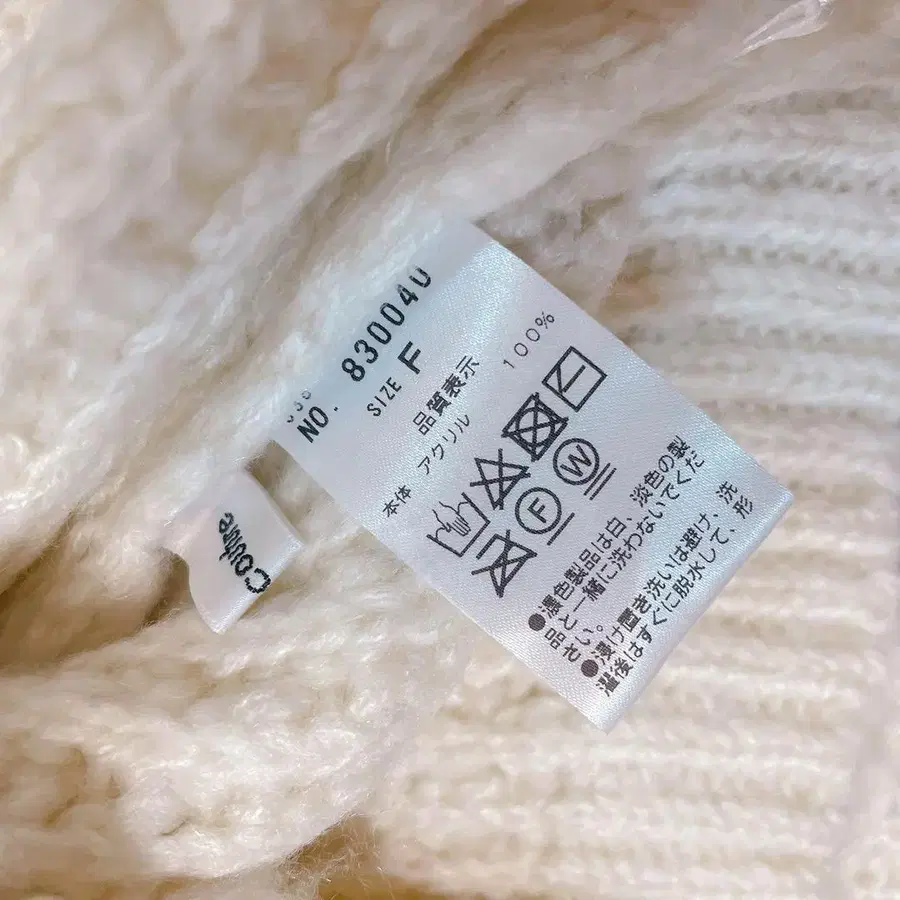 NO. 830040
SIZE F
品質表示
本体 アクリル 100%
F W
●濃色製品は白、淡色の製
品と一緒に洗わないでくだ
さい。
●浸け置き洗いは避け、洗
濯後はすぐに脱水して、形
Couture